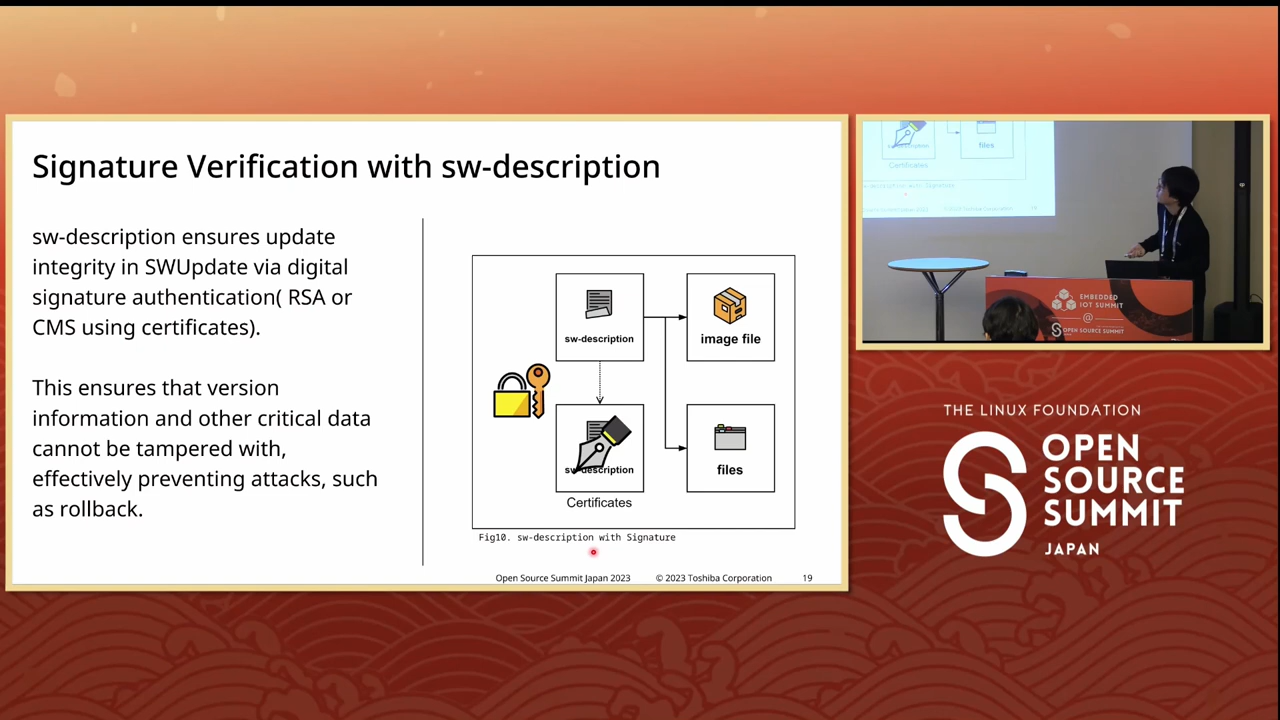 Signature Verification with sw-description
sw-description ensures update
integrity in SWUpdate via digital
signature authentication( RSA or
CMS using certificates).
This ensures that version
information and other critical data
cannot be tampered with,
effectively preventing attacks, such
as rollback.
sw-description
image file
sw-description
files
Certificates
Fig10. sw-description with Signature
Open Source Summit Japan 2023
© 2023 Toshiba Corporation
19
files
Certificates
EMBEDDED
IOT SUMMIT
@
OPEN SOURCE SUMMIT
THE LINUX FOUNDATION
OPEN
SOURCE
SUMMIT
JAPAN